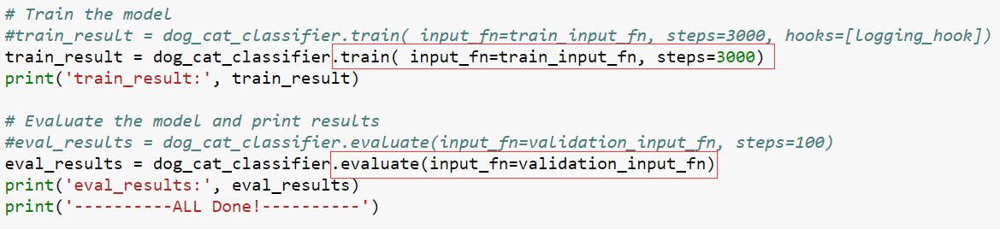 # Train the model
#train_result = dog_cat_classifier.train( input_fn=train_input_fn, steps=3000, hooks=[logging_hook])
train_result = dog_cat_classifier.train( input_fn=train_input_fn, steps=3000)
print('train_result:', train_result)
# Evaluate the model and print results
#eval_results = dog_cat_classifier.evaluate(input_fn=validation_input_fn, steps=100)
eval_results = dog_cat_classifier.evaluate(input_fn=validation_input_fn)
print('eval_results:', eval_results)
print('----------ALL Done!----------')